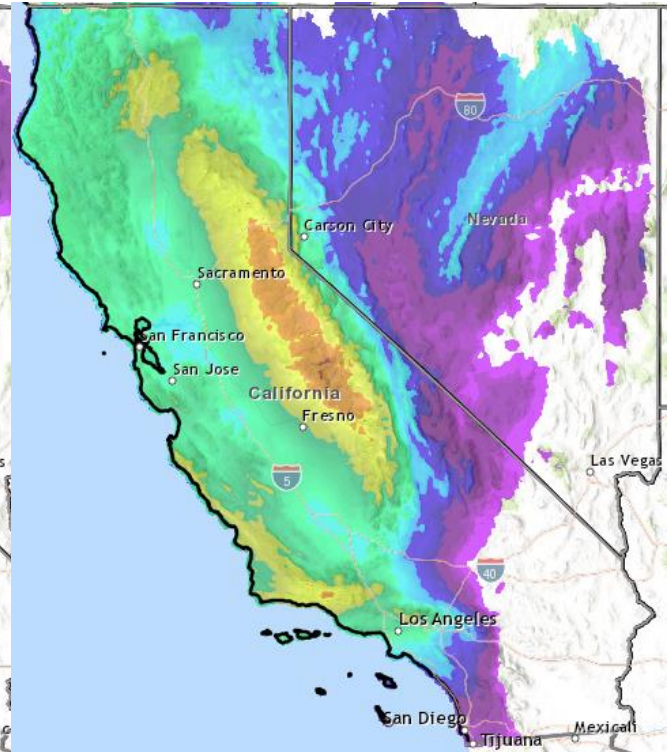 80
Carson City
Nevada
Sacramento
San Francisco
San Jose
California
Fresno
5
Las Vegas
40
Los Angeles
San Diego
Tijuana
Mexicali